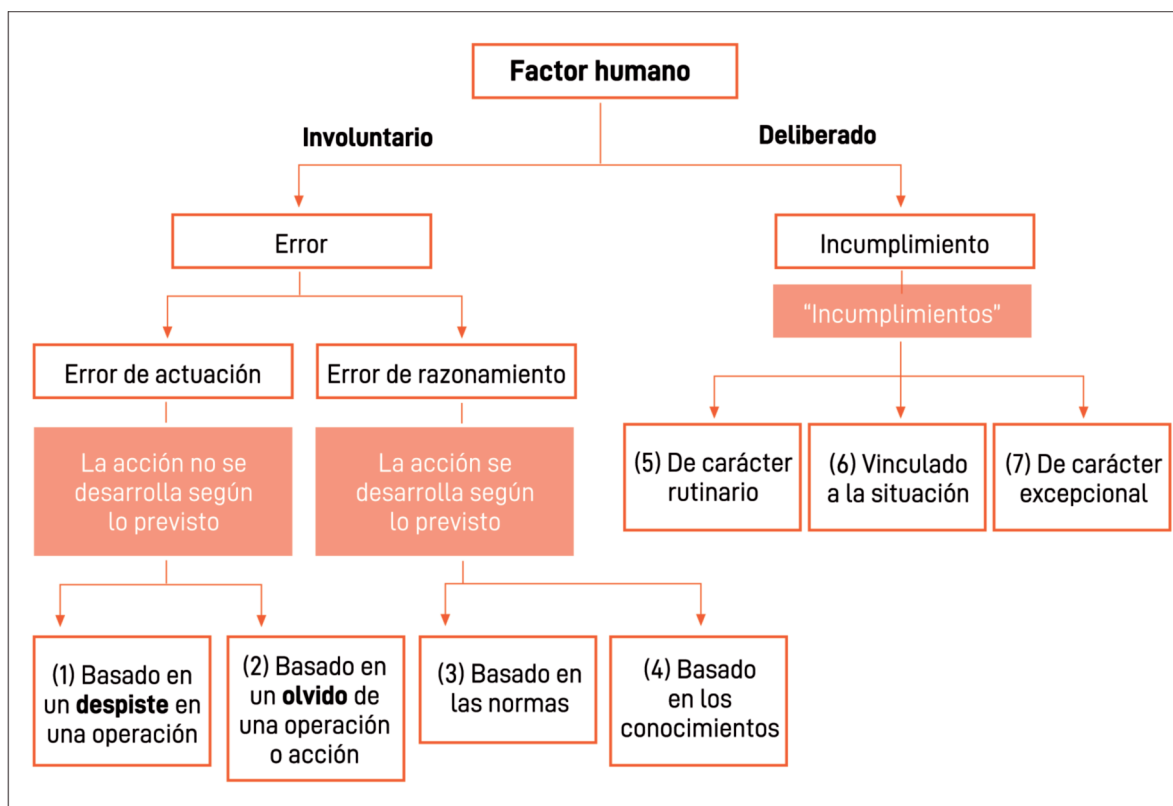 Factor humano
Involuntario
Deliberado
Error
Incumplimiento
"Incumplimientos"
Error de actuación
Error de razonamiento
La acción no se
desarrolla según
lo previsto
La acción se
desarrolla según
lo previsto
(5) De carácter
rutinario
(6) Vinculado
a la situación
(7) De carácter
excepcional
(1) Basado en
un despiste en
una operación
(2) Basado en
un olvido de
una operación
o acción
(3) Basado en
las normas
(4) Basado
en los
conocimientos